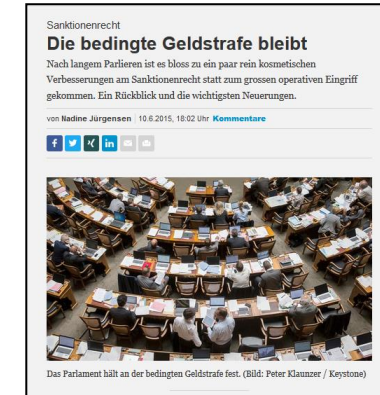 Sanktionenrecht
Die bedingte Geldstrafe bleibt
Nach langem Parlieren ist es bloss zu ein paar rein kosmetischen
Verbesserungen am Sanktionenrecht statt zum grossen operativen Eingriff
gekommen. Ein Rückblick und die wichtigsten Neuerungen.
von Nadine Jürgensen 10.6.2015, 18:02 Uhr Kommentare
Das Parlament hält an der bedingten Geldstrafe fest. (Bild: Peter Klaunzer / Keystone)